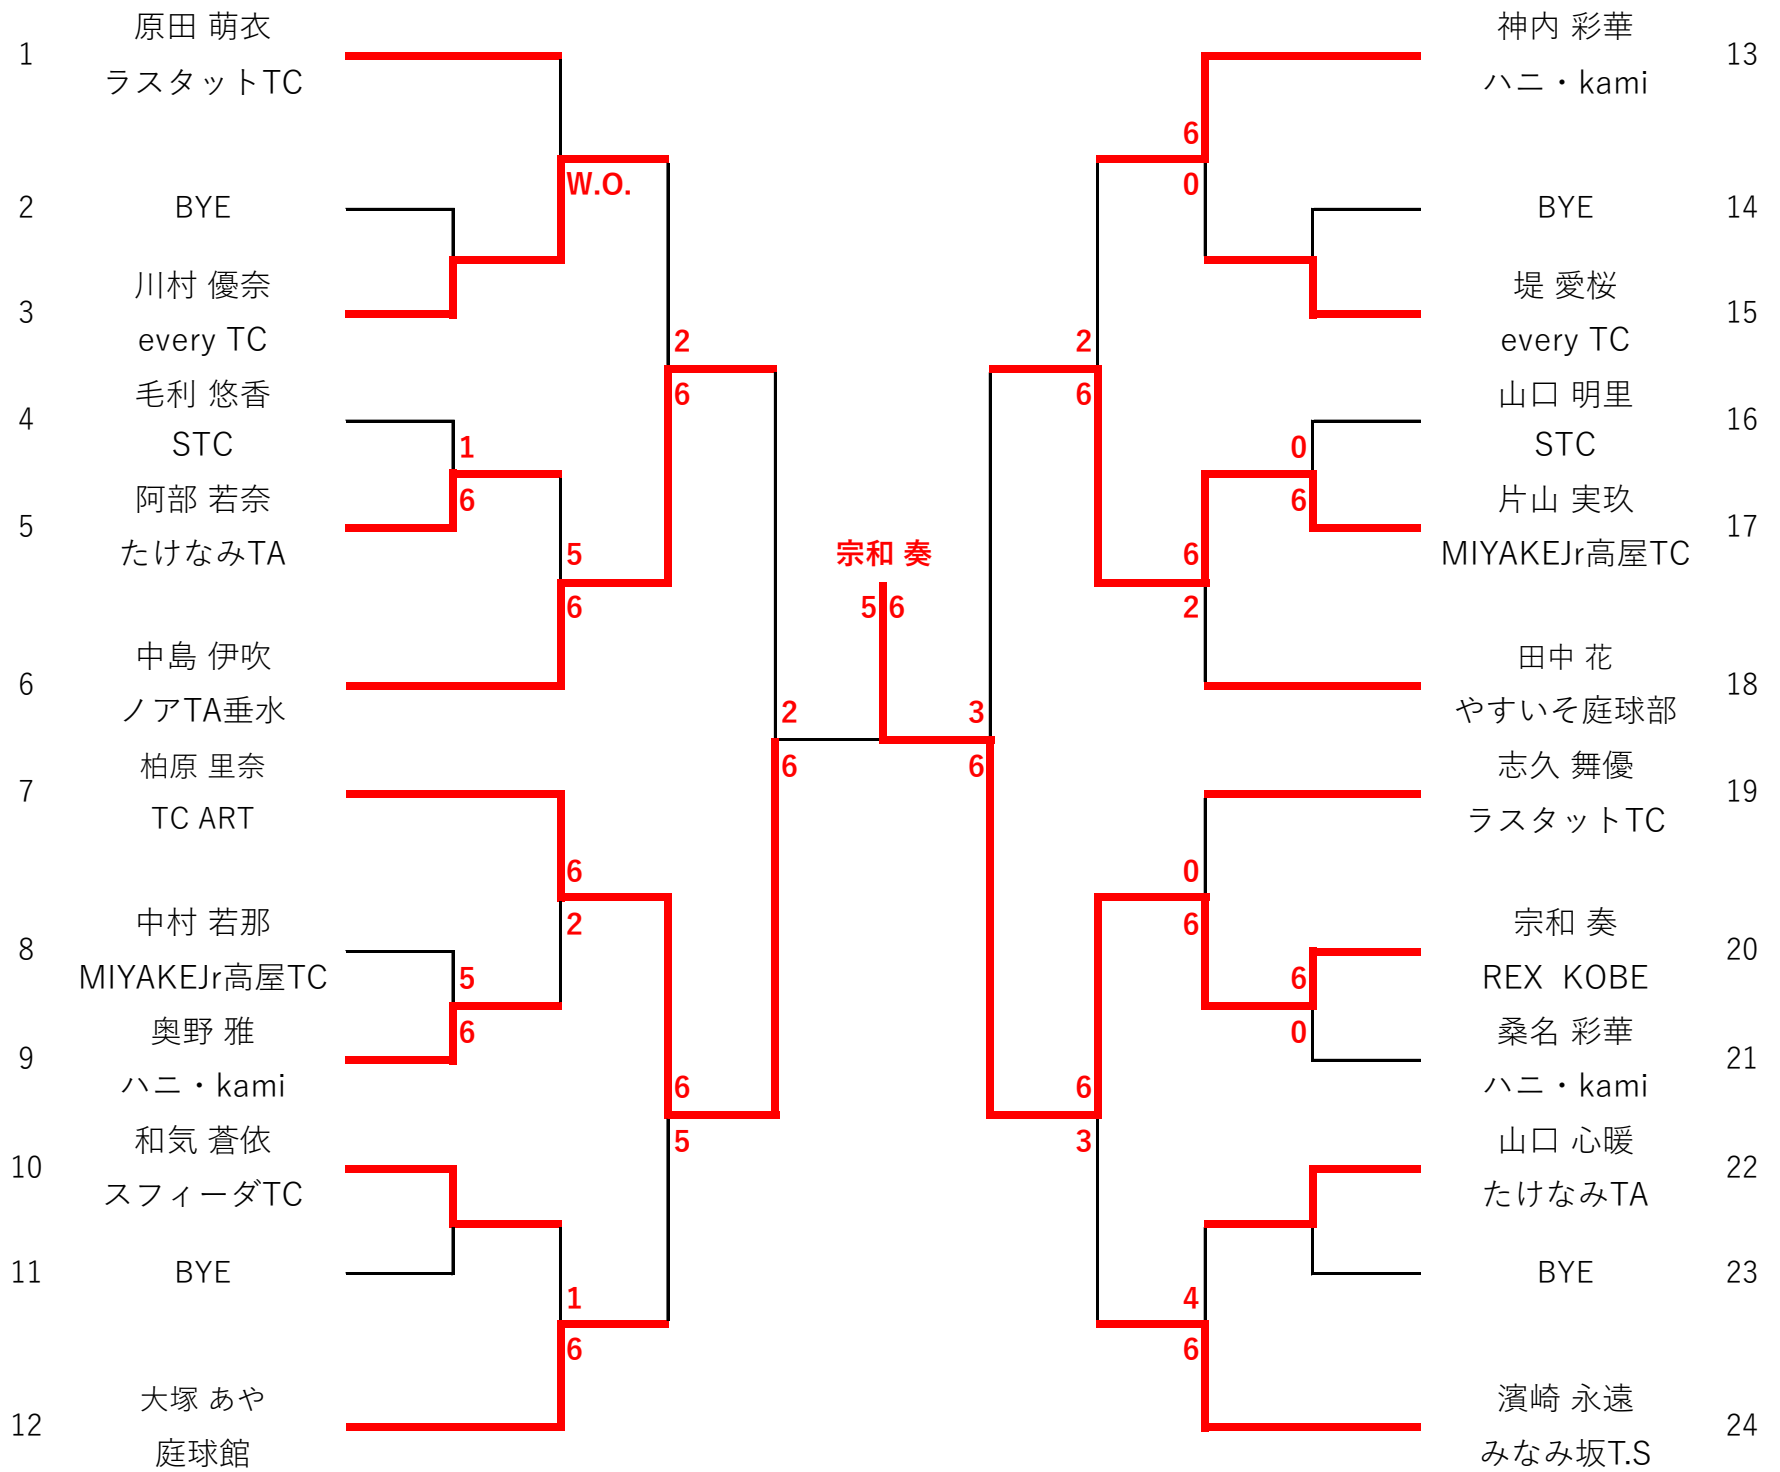 1
原田 萌衣
ラスタットTC
2
BYE
3
川村 優奈
every TC
4
毛利 悠香
STC
5
阿部 若奈
たけなみTA
6
中島 伊吹
ノアTA垂水
7
柏原 里奈
TC ART
8
中村 若那
MIYAKEJr高屋TC
9
奥野 雅
ハニ・kami
10
和気 蒼依
スフィーダTC
11
BYE
12
大塚 あや
庭球館
W.O.
1
6
5
6
2
6
5
6
6
2
1
6
6
5
2
6
宗和 奏
5
6
3
6
2
6
6
3
6
0
6
2
0
6
4
6
0
6
6
0
神内 彩華
13
ハニ・kami
BYE
14
堤 愛桜
15
every TC
山口 明里
16
STC
片山 実玖
17
MIYAKEJr高屋TC
田中 花
18
やすいそ庭球部
志久 舞優
19
ラスタットTC
宗和 奏
20
REX KOBE
桑名 彩華
21
ハニ・kami
山口 心暖
22
たけなみTA
BYE
23
濱崎 永遠
24
みなみ坂T.S